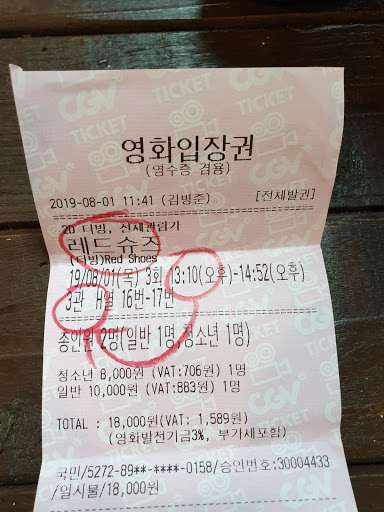 CGV
TICKET
영화입장권
(영수증 겸용)
2019-08-01 11:41 (김병준) [전체발권]
2D 더빙, 전체관람가
레드슈즈
(더빙)Red Shoes
19/08/01(목) 3회 13:10(오후)-14:52(오후)
3관 H열 16번-17번
총인원 2명(일반 1명,청소년 1명)
청소년 8,000원 (VAT:706원) 1명
일반 10,000원 (VAT:883원) 1명
TOTAL : 18,000원(VAT: 1,589원)
(영화발전기금3%, 부가세포함)
국민/5272-89**-****-0158/승인번호:30004433
/일시불/18,000원